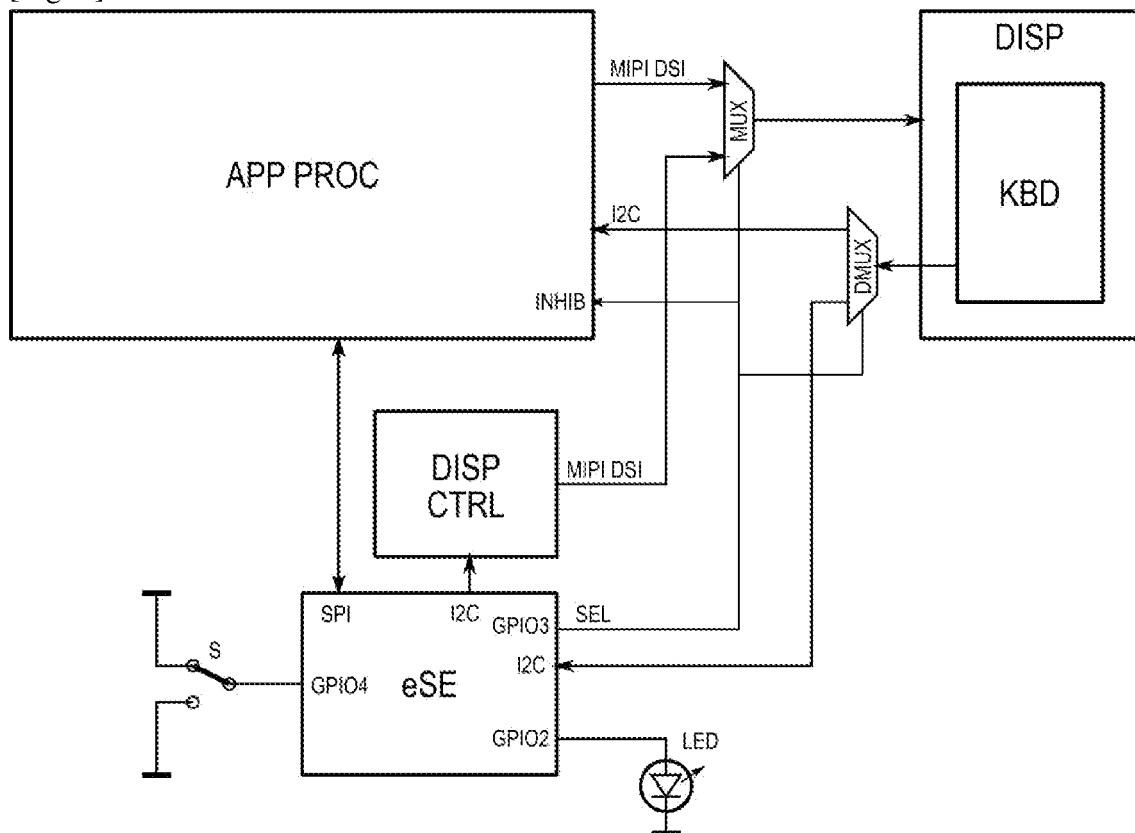 DISP
MIPI DSI
MUX
APP PROC
KBD
I2C
DMUX
INHIB
DISP
CTRL
MIPI DSI
SPI
I2C
GPIO3
SEL
S
I2C
GPIO4
eSE
GPIO2
LED